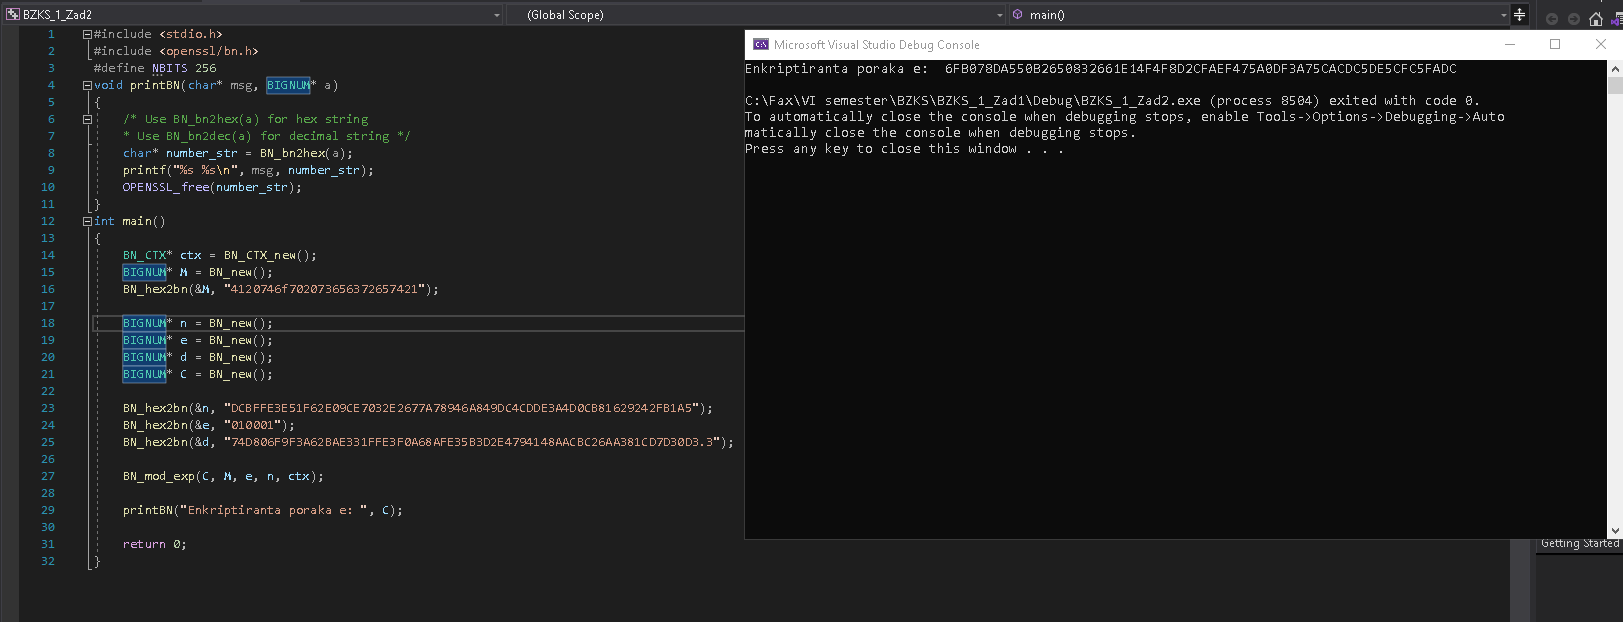 BZKS_1_Zad2
(Global Scope)
main()
1 #include <stdio.h>
2 #include <openssl/bn.h>
3 #define NBITS 256
4 void printBN(char* msg, BIGNUM* a)
5 {
6 /* Use BN_bn2hex(a) for hex string
7 * Use BN_bn2dec(a) for decimal string */
8 char* number_str = BN_bn2hex(a);
9 printf("%s %s\n", msg, number_str);
10 OPENSSL_free(number_str);
11 }
12 int main()
13 {
14 BN_CTX* ctx = BN_CTX_new();
15 BIGNUM* M = BN_new();
16 BN_hex2bn(&M, "4120746f702073656372657421");
17
18 BIGNUM* n = BN_new();
19 BIGNUM* e = BN_new();
20 BIGNUM* d = BN_new();
21 BIGNUM* C = BN_new();
22
23 BN_hex2bn(&n, "DCBFFE3E51F62E09CE7032E2677A78946A849DC4CDDE3A4D0CB81629242FB1A5");
24 BN_hex2bn(&e, "010001");
25 BN_hex2bn(&d, "74D806F9F3A62BAE331FFE3F0A68AFE35B3D2E4794148AACBC26AA381CD7D30D3.3");
26
27 BN_mod_exp(C, M, e, n, ctx);
28
29 printBN("Enkriptiranta poraka e: ", C);
30
31 return 0;
32 }
Microsoft Visual Studio Debug Console
Enkriptiranta poraka e:  6FB078DA550B2650832661E14F4F8D2CFAEF475A0DF3A75CACDC5DE5CFC5FADC
C:\Fax\VI semester\BZKS\BZKS_1_Zad1\Debug\BZKS_1_Zad2.exe (process 8504) exited with code 0.
To automatically close the console when debugging stops, enable Tools->Options->Debugging->Auto
matically close the console when debugging stops.
Press any key to close this window . . .
Getting Started